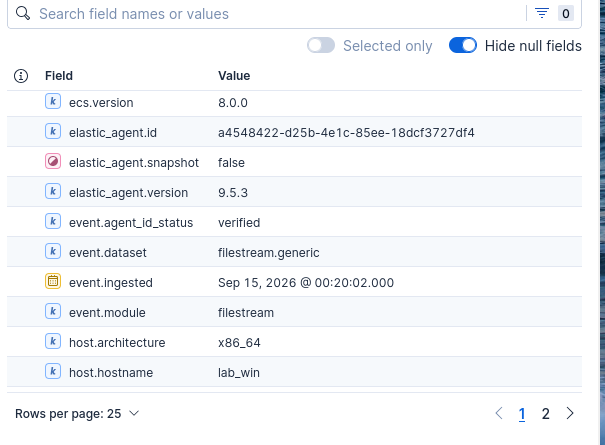 Search field names or values 0
Selected only Hide null fields
Field Value
k ecs.version 8.0.0
k elastic_agent.id a4548422-d25b-4e1c-85ee-18dcf3727df4
elastic_agent.snapshot false
k elastic_agent.version 9.5.3
k event.agent_id_status verified
k event.dataset filestream.generic
event.ingested Sep 15, 2026 @ 00:20:02.000
k event.module filestream
k host.architecture x86_64
k host.hostname lab_win
Rows per page: 25 1 2